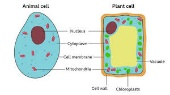 Animal cell
Plant cell
Nucleus
Cytoplasm
Cell membrane
Mitochondria
Vacuole
Cell wall
Chloroplasts